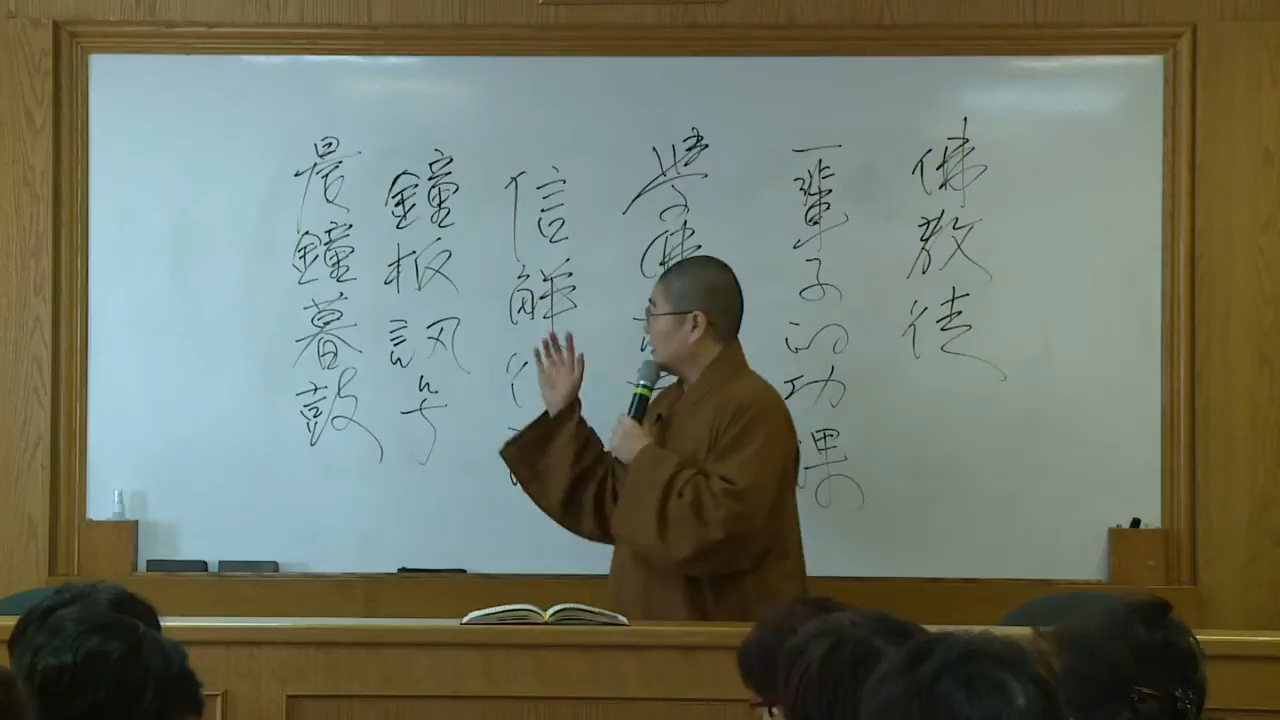 佛教徒
一輩子的功課
學佛
信解行
鐘板訊号
晨鐘暮鼓